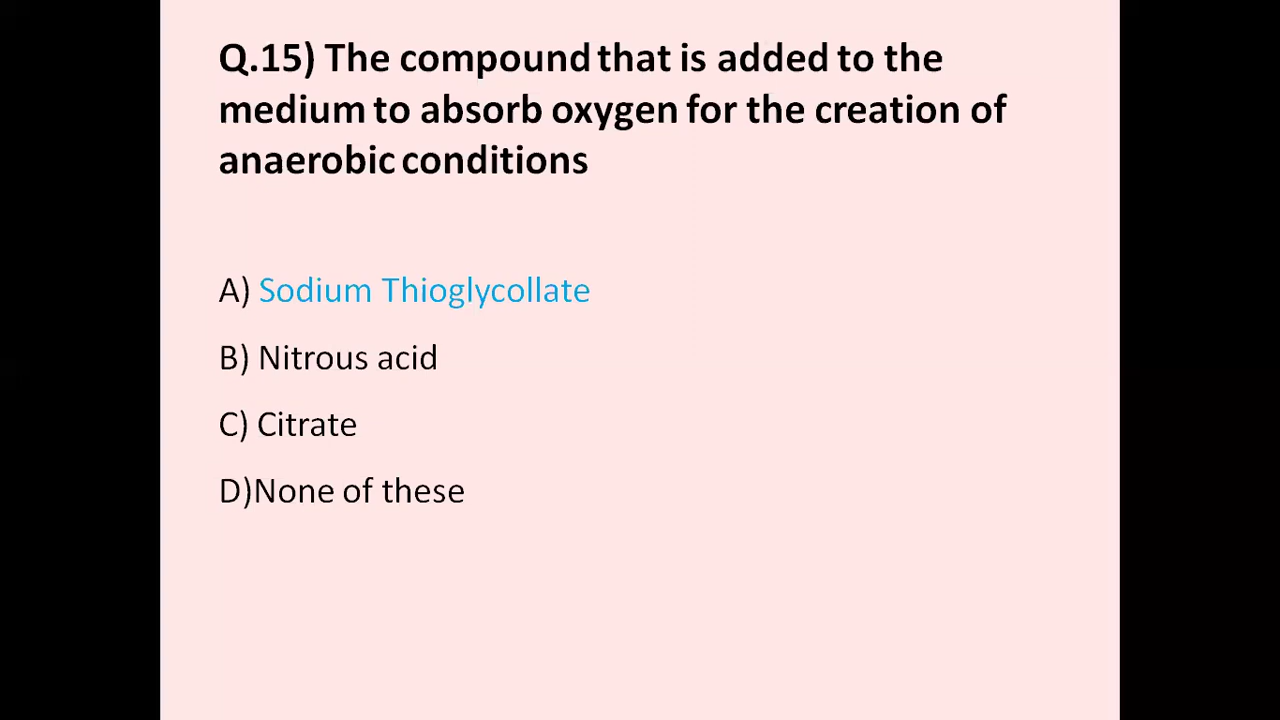 Q.15) The compound that is added to the
medium to absorb oxygen for the creation of
anaerobic conditions
A) Sodium Thioglycollate
B) Nitrous acid
C) Citrate
D)None of these